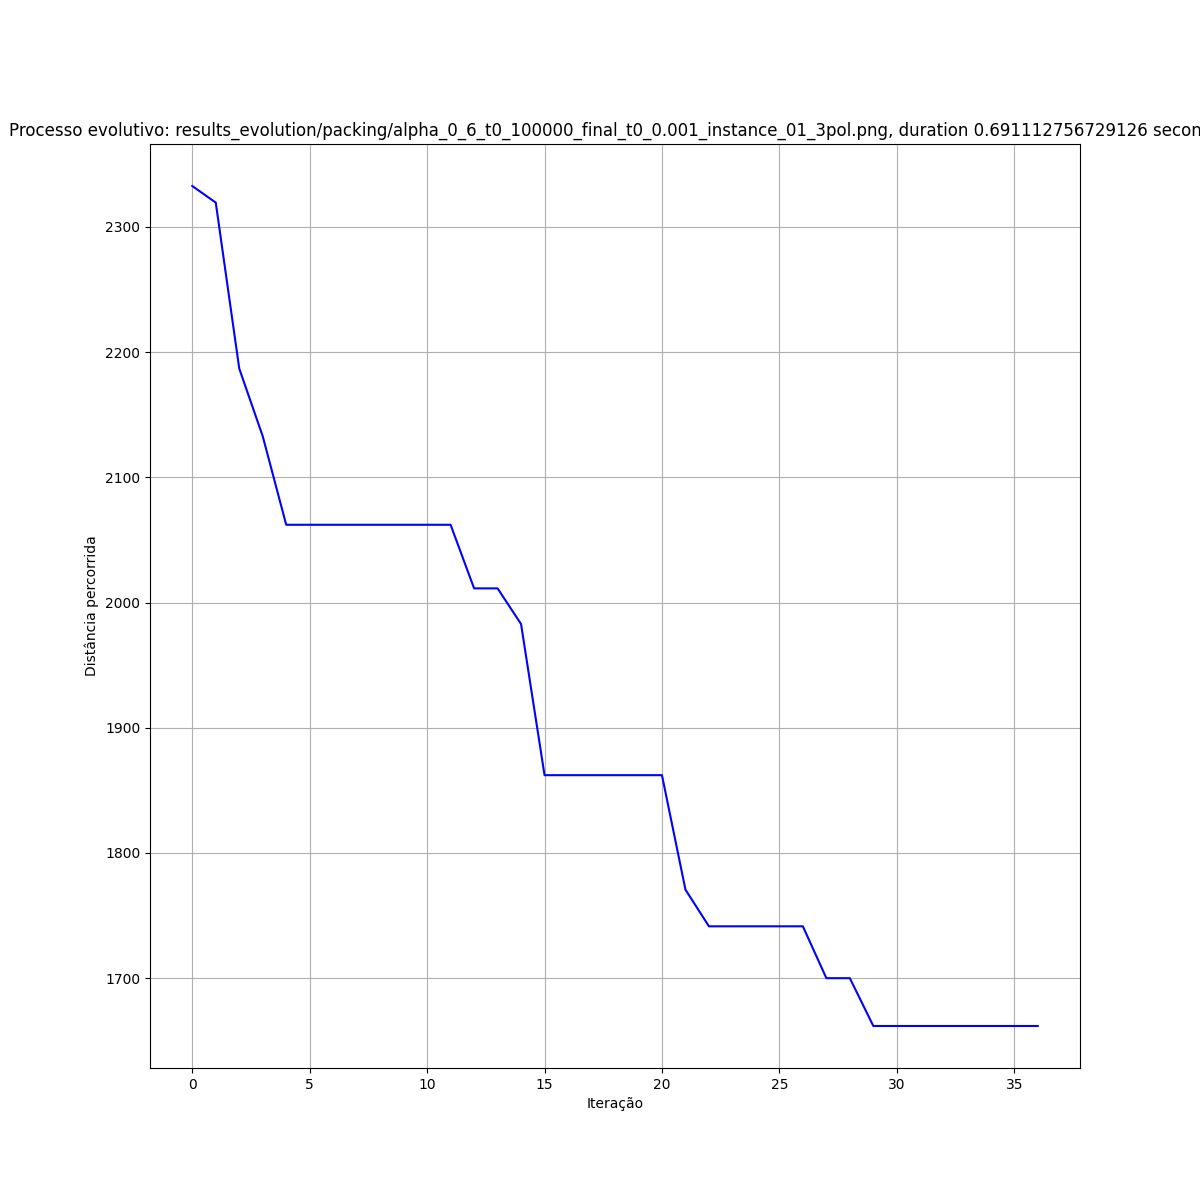 Processo evolutivo: results_evolution/packing/alpha_0_6_t0_100000_final_t0_0.001_instance_01_3pol.png, duration 0.691112756729126 secon
2300
2200
2100
2000
1900
1800
1700
Distância percorrida
0 5 10 15 20 25 30 35
Iteração